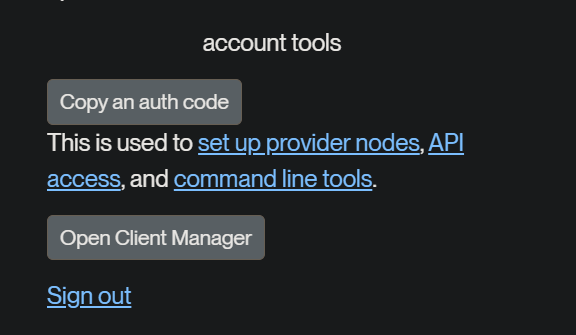 account tools
Copy an auth code
This is used to set up provider nodes, API
access, and command line tools.
Open Client Manager
Sign out